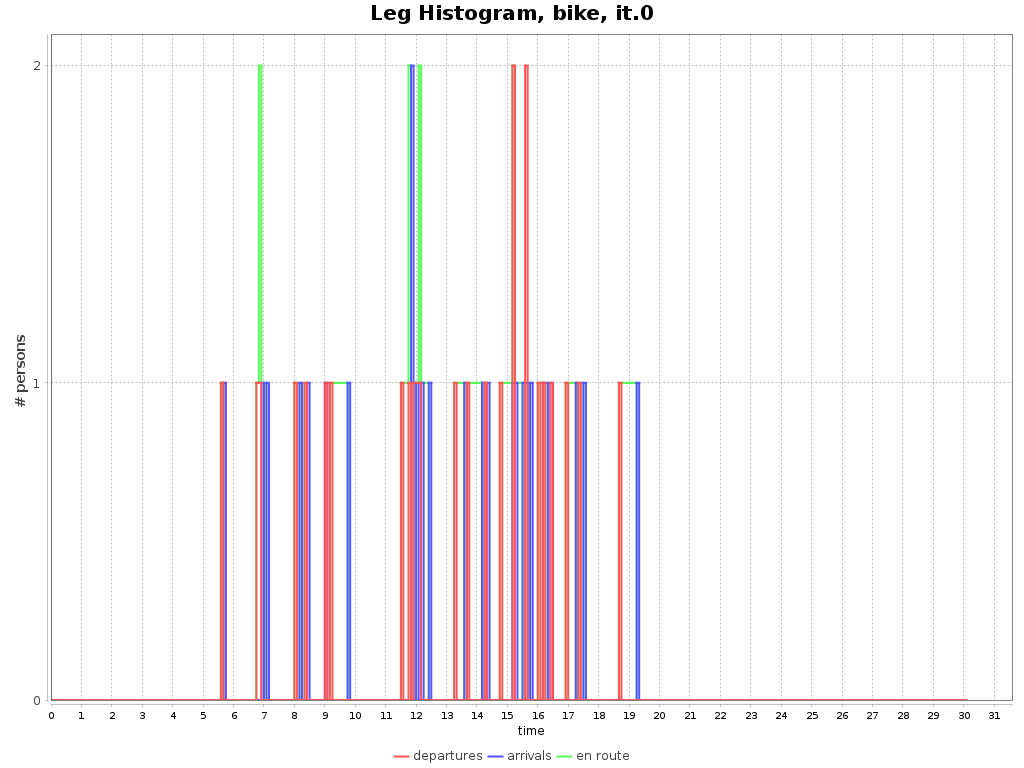 Leg Histogram, bike, it.0
# persons
2
1
0
0 1 2 3 4 5 6 7 8 9 10 11 12 13 14 15 16 17 18 19 20 21 22 23 24 25 26 27 28 29 30 31
time
departures arrivals en route